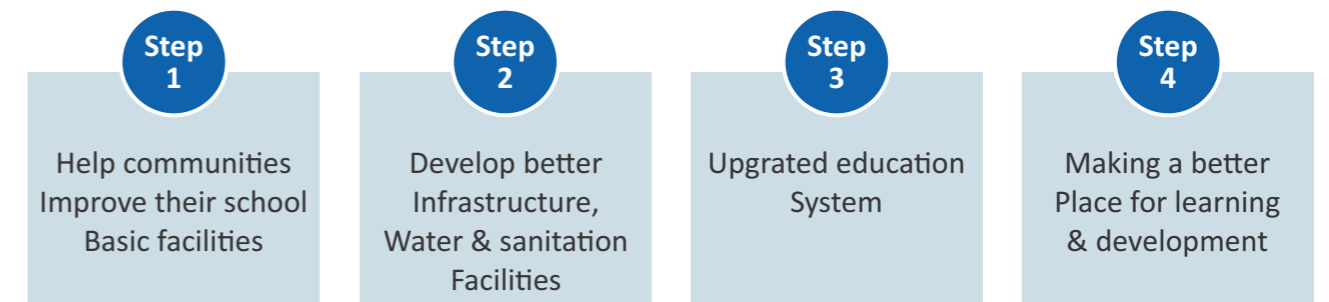 Step
1
Help communities
Improve their school
Basic facilities
Step
2
Develop better
Infrastructure,
Water & sanitation
Facilities
Step
3
Upgrated education
System
Step
4
Making a better
Place for learning
& development